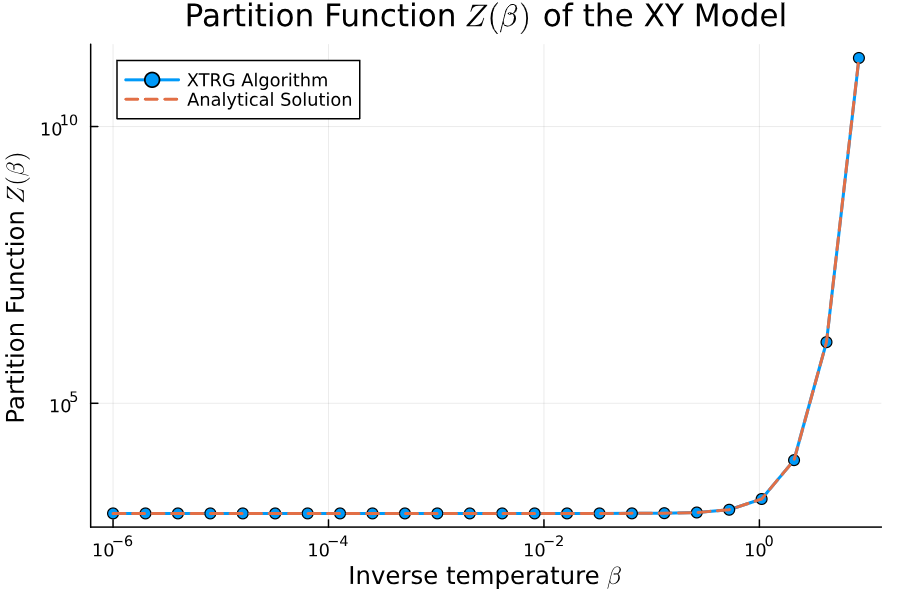 Partition Function Z(β) of the XY Model
XTRG Algorithm
Analytical Solution
Partition Function Z(β)
10^10
10^5
10^−6
10^−4
10^−2
10^0
Inverse temperature β